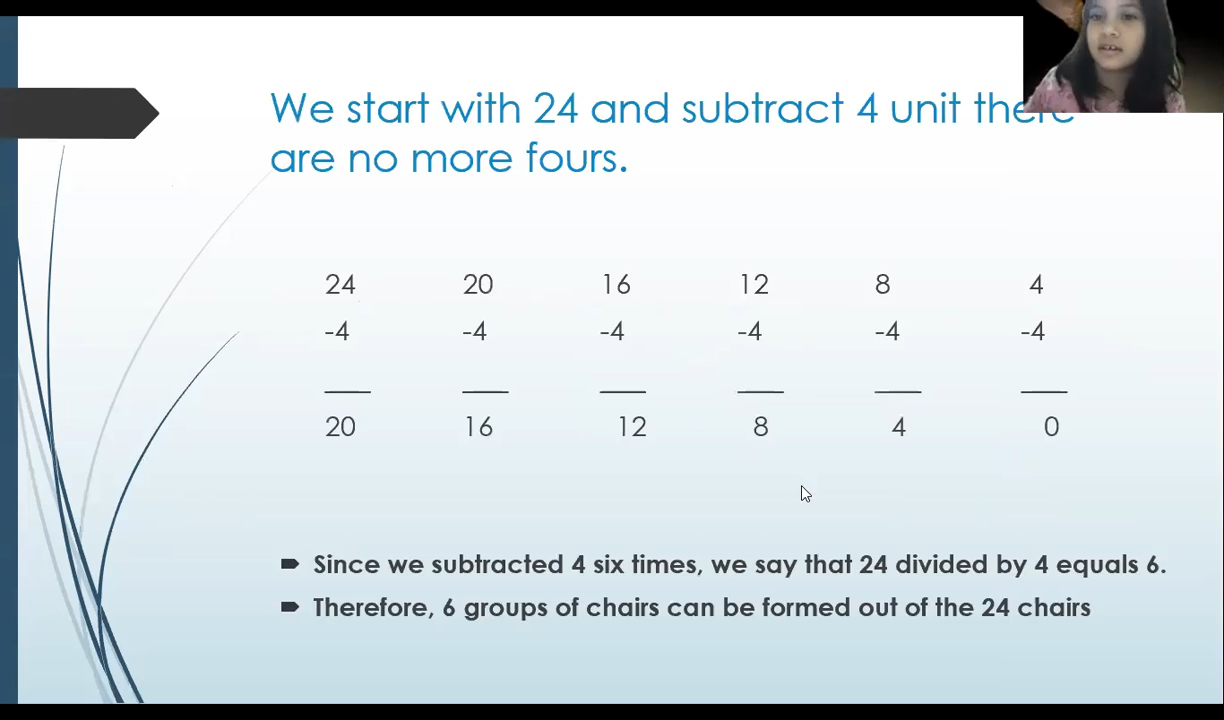 We start with 24 and subtract 4 unit there
are no more fours.
24 20 16 12 8 4
-4 -4 -4 -4 -4 -4
20 16 12 8 4 0
Since we subtracted 4 six times, we say that 24 divided by 4 equals 6.
Therefore, 6 groups of chairs can be formed out of the 24 chairs